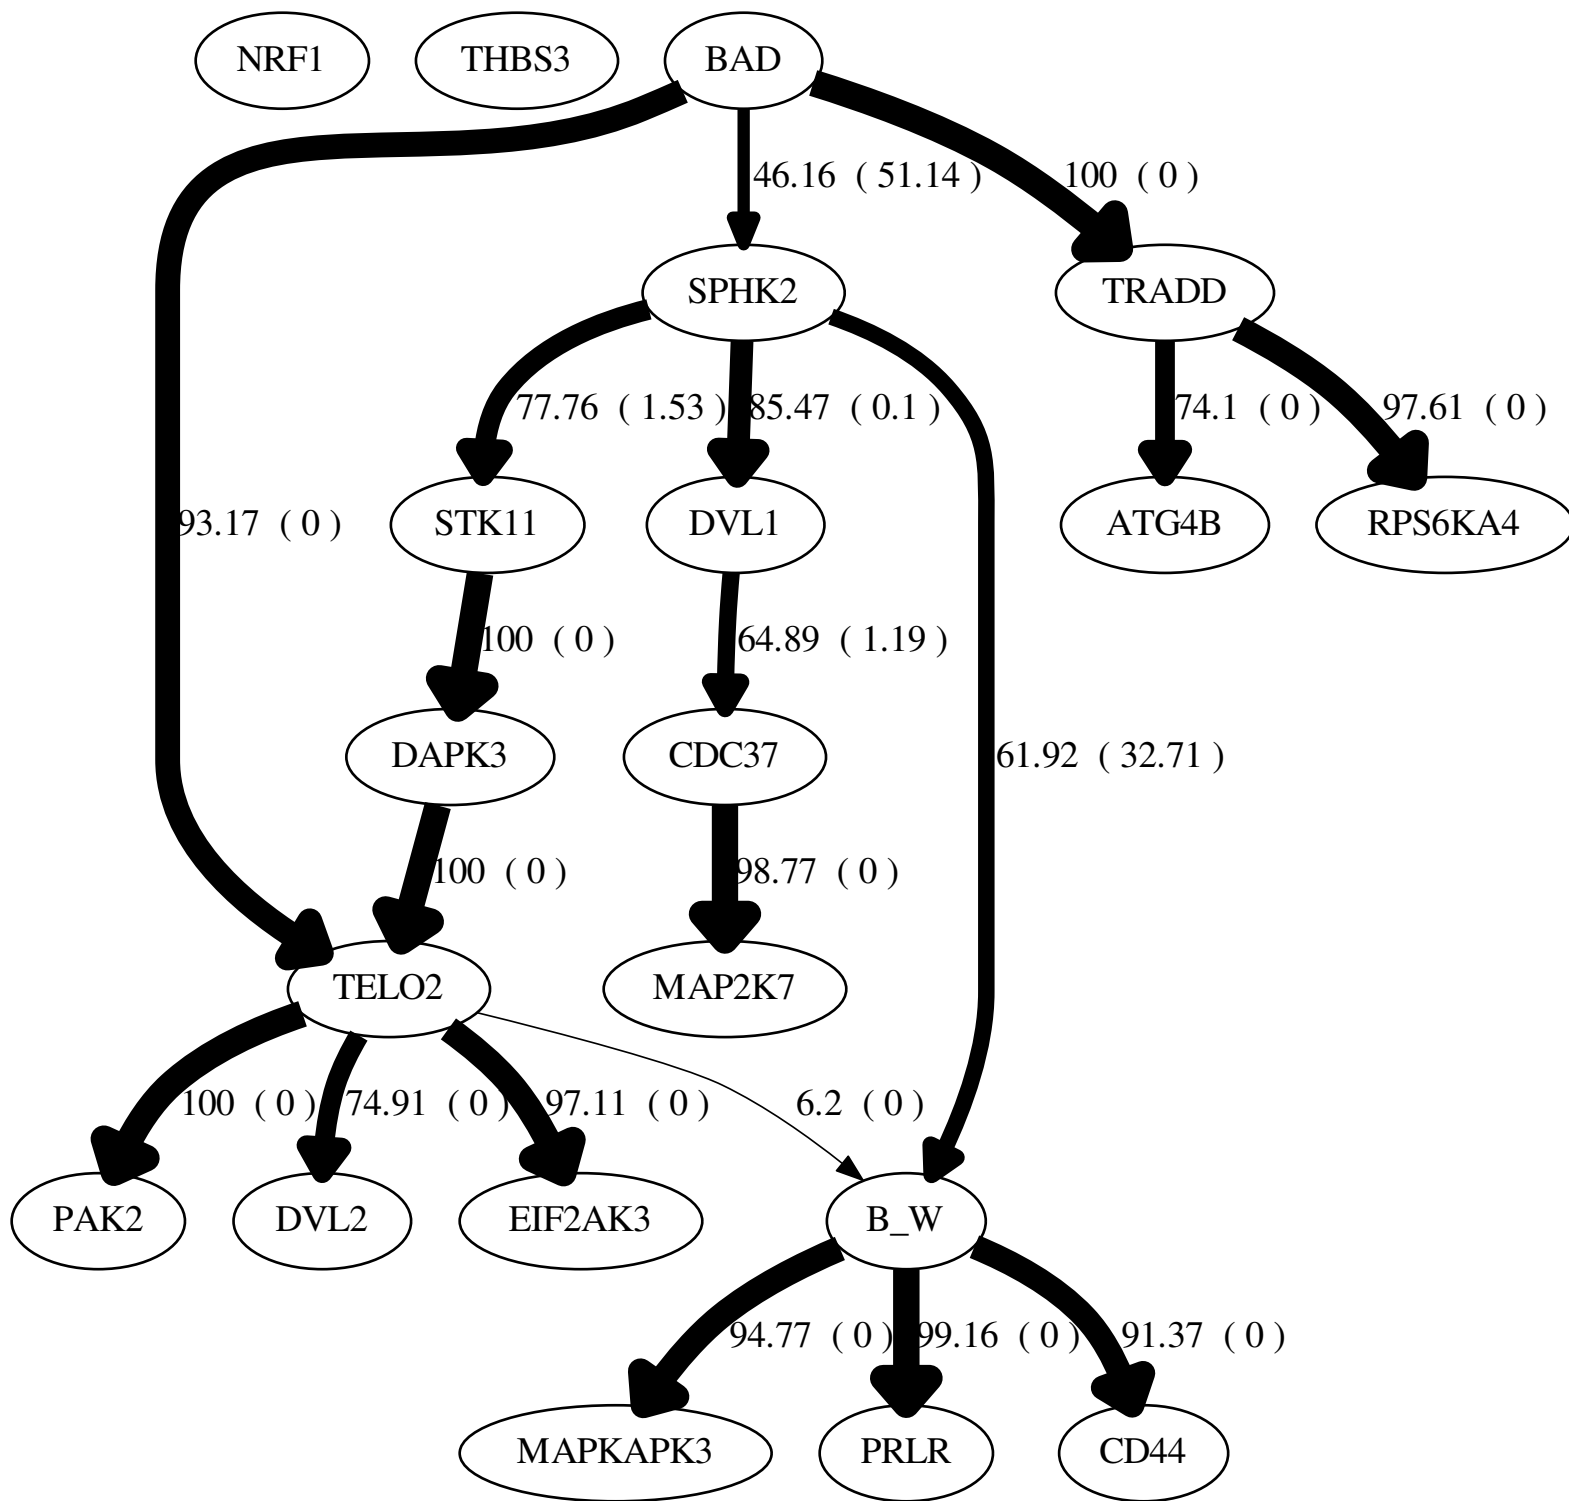 NRF1 THBS3 BAD
46.16 ( 51.14 ) 100 ( 0 )
SPHK2 TRADD
77.76 ( 1.53 ) 85.47 ( 0.1 ) 74.1 ( 0 ) 97.61 ( 0 )
93.17 ( 0 ) STK11 DVL1 ATG4B RPS6KA4
100 ( 0 ) 64.89 ( 1.19 )
DAPK3 CDC37 61.92 ( 32.71 )
100 ( 0 ) 98.77 ( 0 )
TELO2 MAP2K7
100 ( 0 ) 74.91 ( 0 ) 97.11 ( 0 ) 6.2 ( 0 )
PAK2 DVL2 EIF2AK3 B_W
94.77 ( 0 ) 99.16 ( 0 ) 91.37 ( 0 )
MAPKAPK3 PRLR CD44